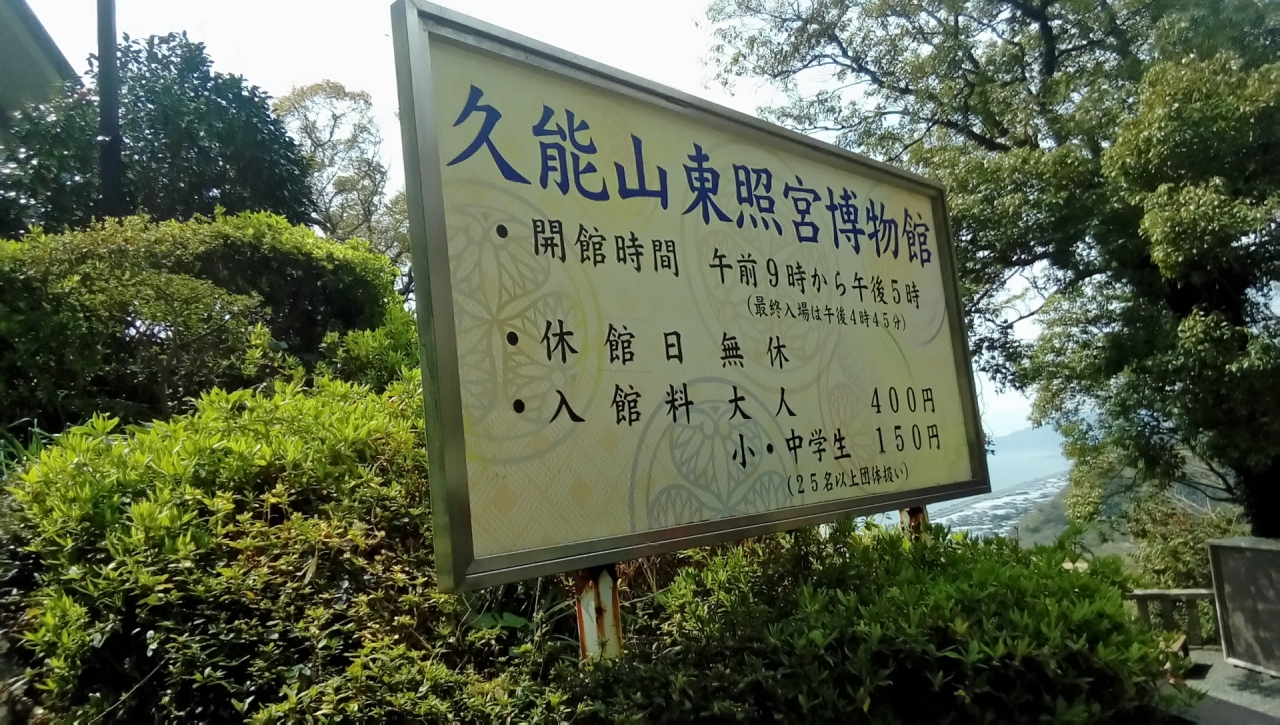 久能山東照宮博物館
・開館時間 午前9時から午後5時
(最終入場は午後4時45分)
・休館日 無休
・入館料 大人 400円
小・中学生 150円
(25名以上団体扱い)